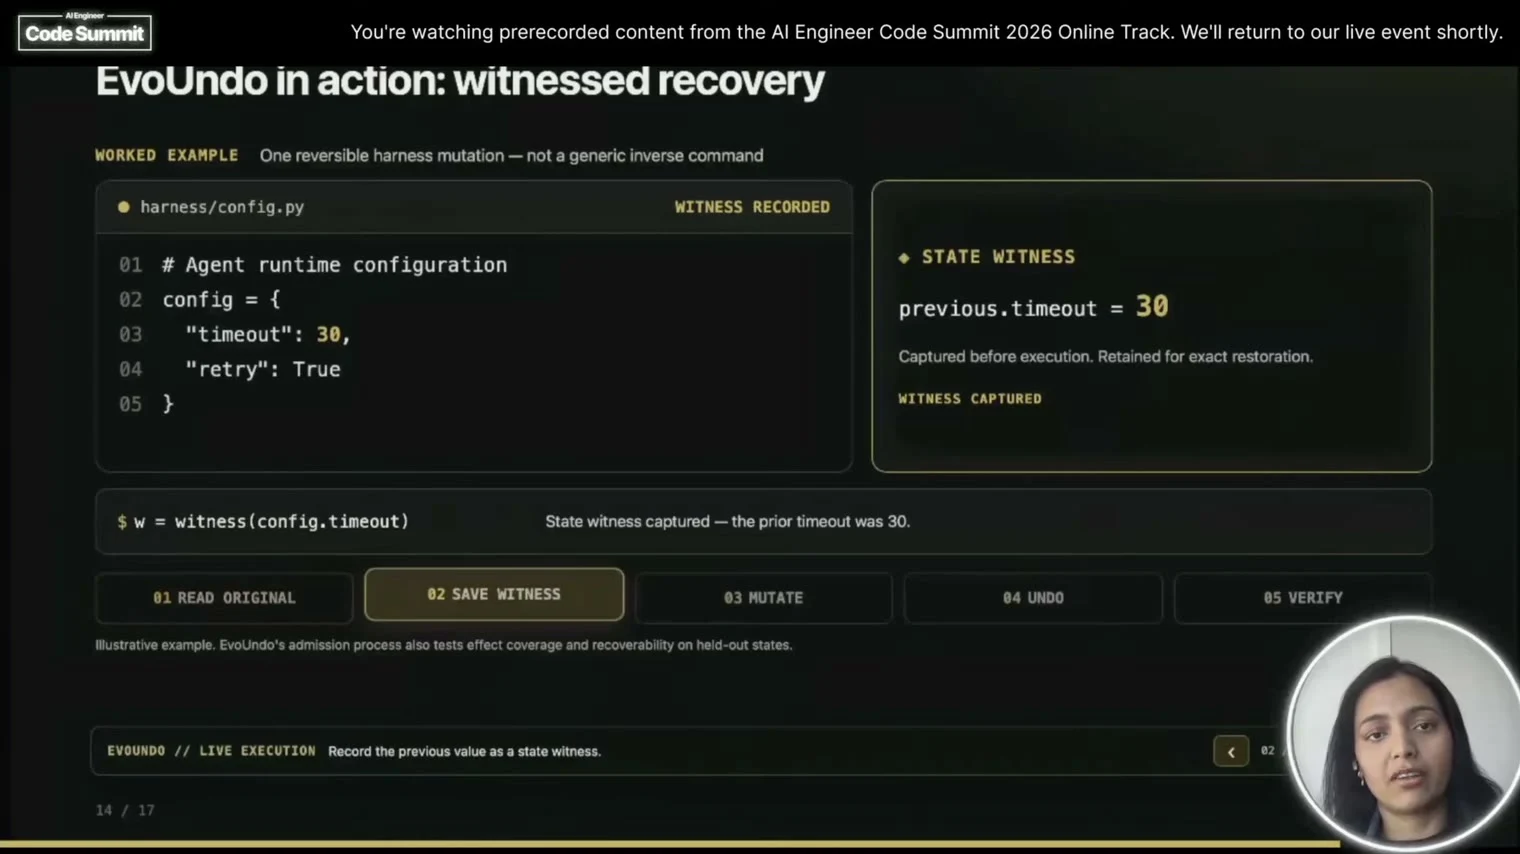 AI Engineer
Code Summit
You're watching prerecorded content from the AI Engineer Code Summit 2026 Online Track. We'll return to our live event shortly.
EvoUndo in action: witnessed recovery
WORKED EXAMPLE One reversible harness mutation — not a generic inverse command
harness/config.py WITNESS RECORDED
01 # Agent runtime configuration
02 config = {
03 "timeout": 30,
04 "retry": True
05 }
◆ STATE WITNESS
previous.timeout = 30
Captured before execution. Retained for exact restoration.
WITNESS CAPTURED
$ w = witness(config.timeout) State witness captured — the prior timeout was 30.
01 READ ORIGINAL 02 SAVE WITNESS 03 MUTATE 04 UNDO 05 VERIFY
Illustrative example. EvoUndo's admission process also tests effect coverage and recoverability on held-out states.
EVOUNDO // LIVE EXECUTION Record the previous value as a state witness. ‹ 02 /
14 / 17